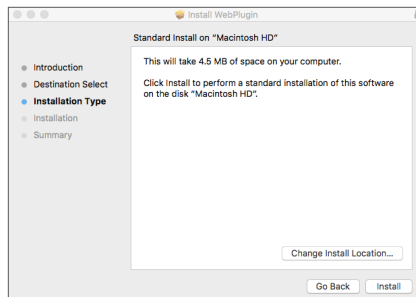 Install WebPlugin
Standard Install on “Macintosh HD”
Introduction
Destination Select
Installation Type
Installation
Summary
This will take 4.5 MB of space on your computer.
Click Install to perform a standard installation of this software
on the disk “Macintosh HD”.
Change Install Location...
Go Back
Install